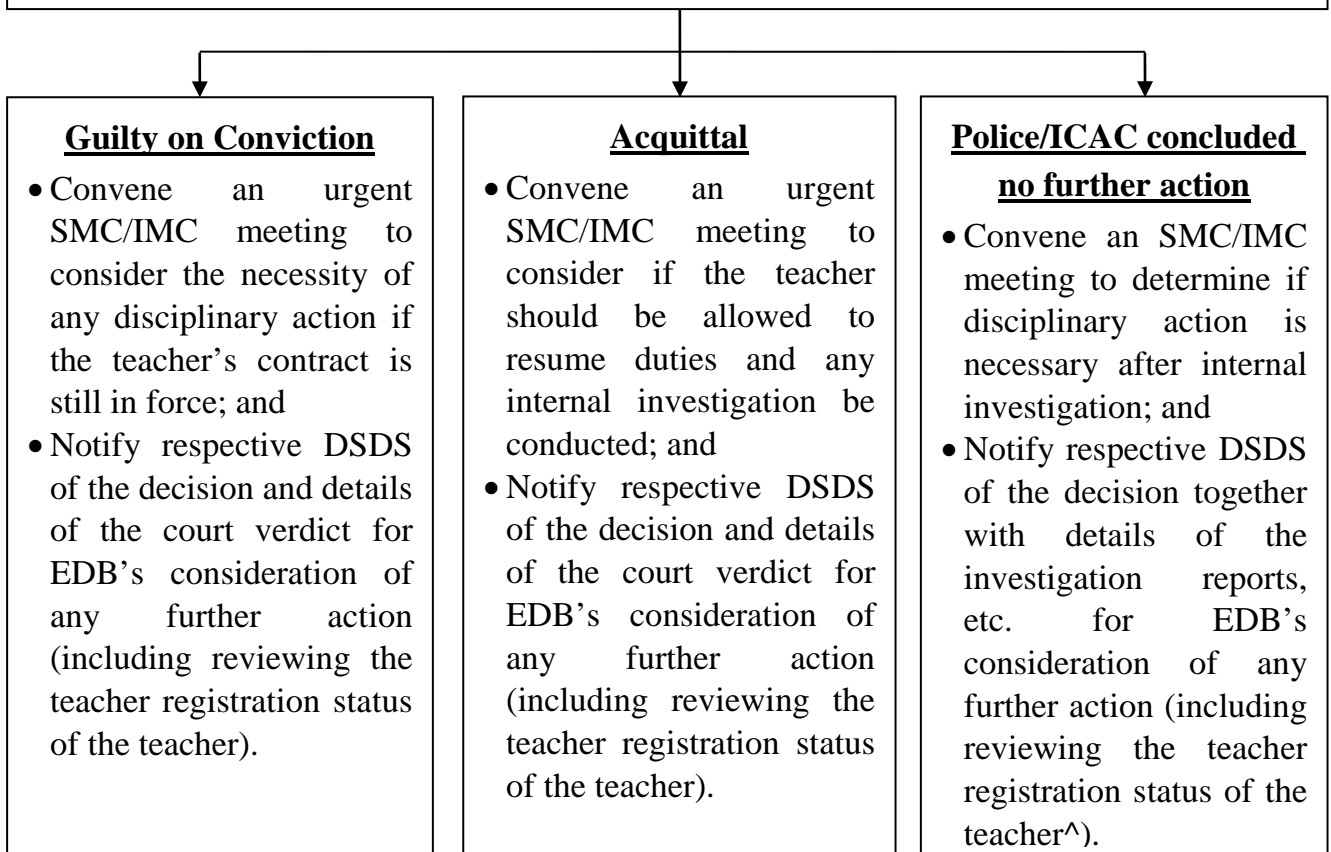 Guilty on Conviction
• Convene an urgent
SMC/IMC meeting to
consider the necessity of
any disciplinary action if
the teacher’s contract is
still in force; and
• Notify respective DSDS
of the decision and details
of the court verdict for
EDB’s consideration of
any further action
(including reviewing the
teacher registration status
of the teacher).
Acquittal
• Convene an urgent
SMC/IMC meeting to
consider if the teacher
should be allowed to
resume duties and any
internal investigation be
conducted; and
• Notify respective DSDS
of the decision and details
of the court verdict for
EDB’s consideration of
any further action
(including reviewing the
teacher registration status
of the teacher).
Police/ICAC concluded
no further action
• Convene an SMC/IMC
meeting to determine if
disciplinary action is
necessary after internal
investigation; and
• Notify respective DSDS
of the decision together
with details of the
investigation reports,
etc. for EDB’s
consideration of any
further action (including
reviewing the teacher
registration status of the
teacher^).